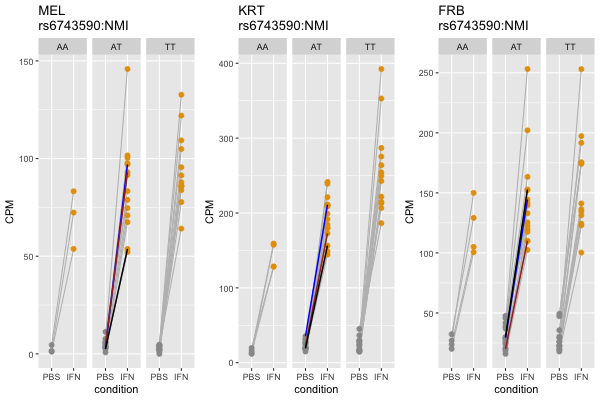 MEL
rs6743590:NMI
AA AT TT
150
100
50
0
CPM
PBS IFN PBS IFN PBS IFN
condition
KRT
rs6743590:NMI
AA AT TT
400
300
200
100
0
CPM
PBS IFN PBS IFN PBS IFN
condition
FRB
rs6743590:NMI
AA AT TT
250
200
150
100
50
CPM
PBS IFN PBS IFN PBS IFN
condition